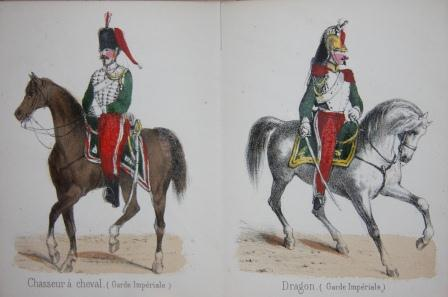 Chasseur à cheval. (Garde Impériale)
Dragon. (Garde Impériale)